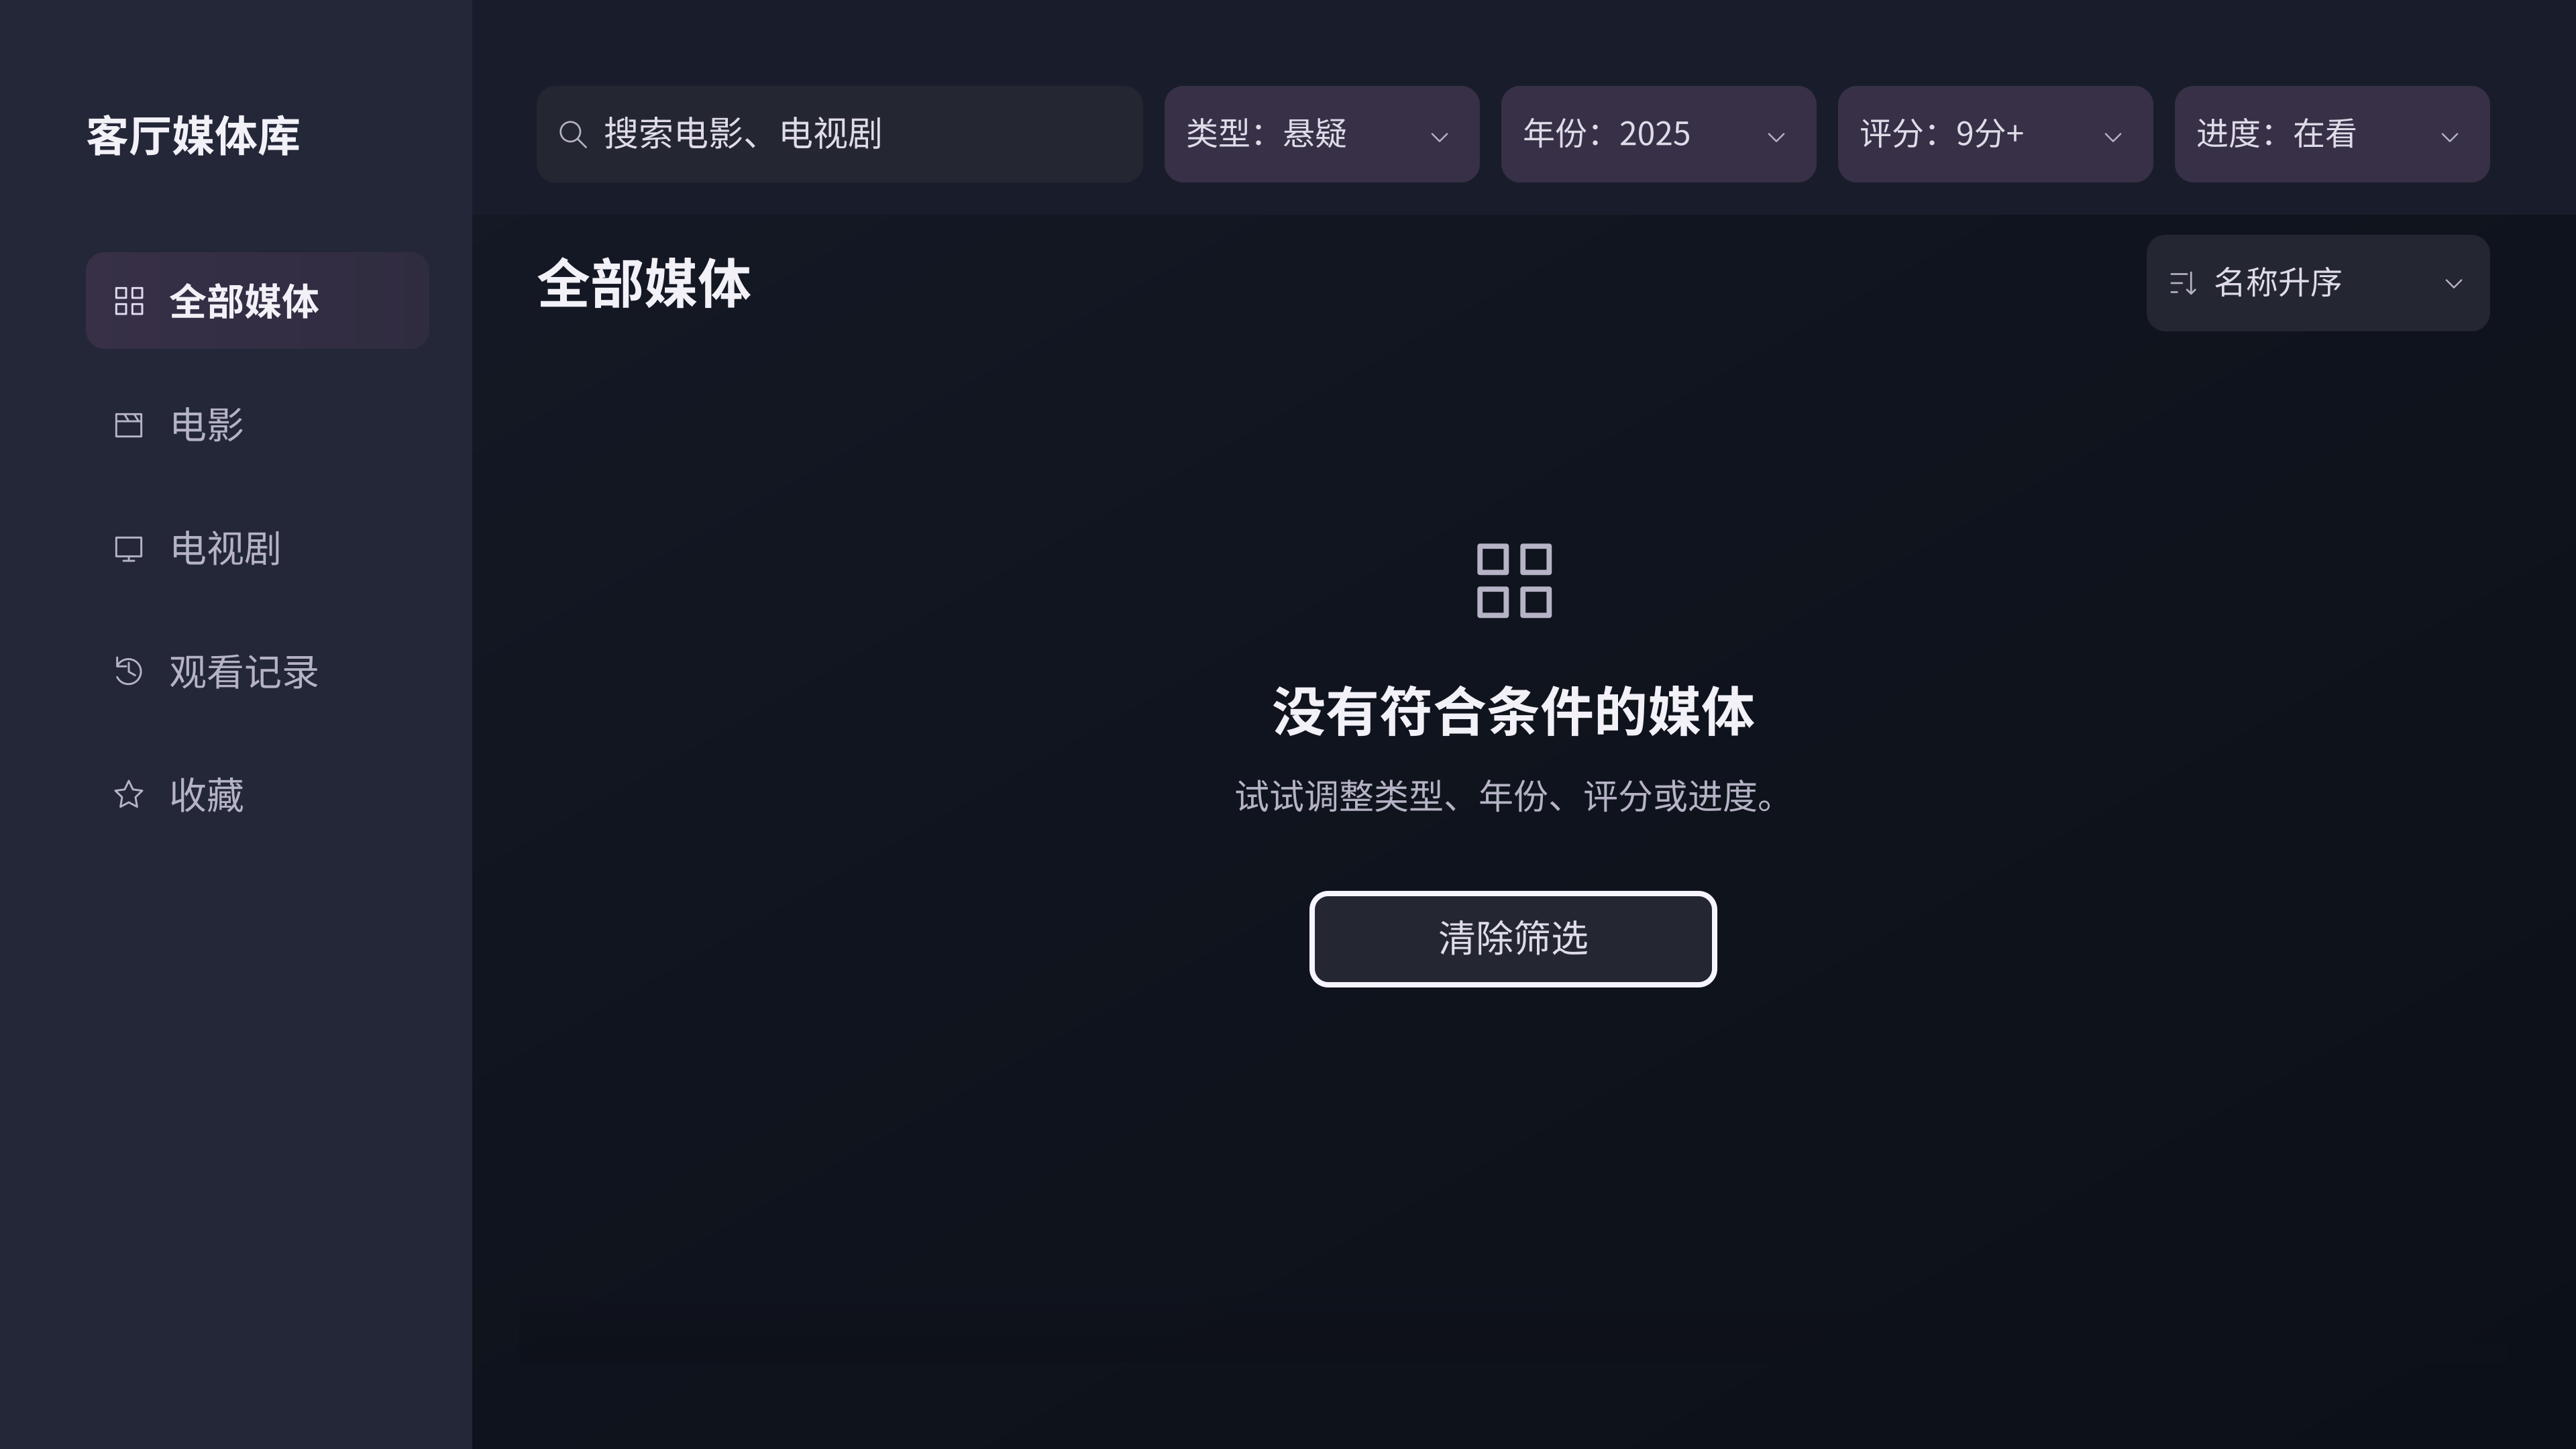 客厅媒体库
全部媒体
电影
电视剧
观看记录
收藏
搜索电影、电视剧
类型：悬疑
年份：2025
评分：9分+
进度：在看
全部媒体
名称升序
没有符合条件的媒体
试试调整类型、年份、评分或进度。
清除筛选